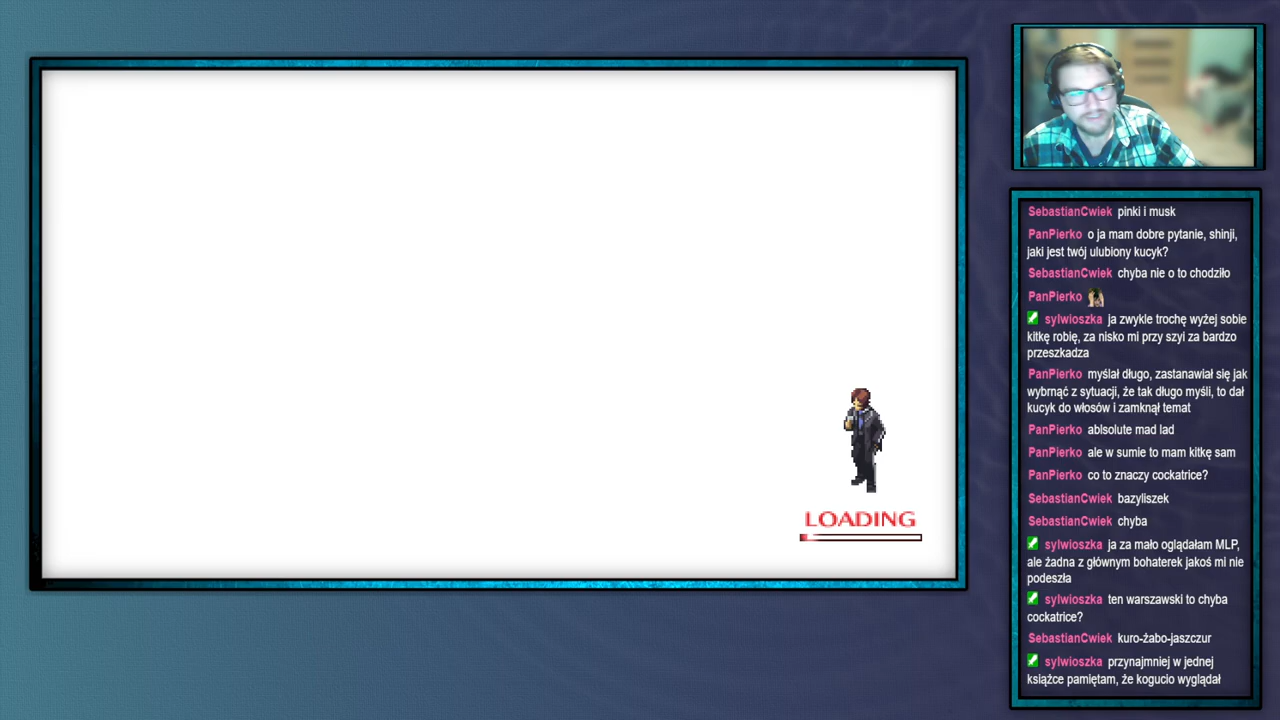 SebastianCwiek pinki i musk
PanPierko o ja mam dobre pytanie, shinji,
jaki jest twój ulubiony kucyk?
SebastianCwiek chyba nie o to chodziło
PanPierko
sylwioszka ja zwykle trochę wyżej sobie
kitkę robię, za nisko mi przy szyi za bardzo
przeszkadza
PanPierko myślał długo, zastanawiał się jak
wybrnąć z sytuacji, że tak długo myśli, to dał
kucyk do włosów i zamknął temat
PanPierko ablsolute mad lad
PanPierko ale w sumie to mam kitkę sam
PanPierko co to znaczy cockatrice?
SebastianCwiek bazyliszek
SebastianCwiek chyba
sylwioszka ja za mało oglądałam MLP,
ale żadna z głównym bohaterek jakoś mi nie
podeszła
sylwioszka ten warszawski to chyba
cockatrice?
SebastianCwiek kuro-żabo-jaszczur
sylwioszka przynajmniej w jednej
książce pamiętam, że kogucio wyglądał
LOADING